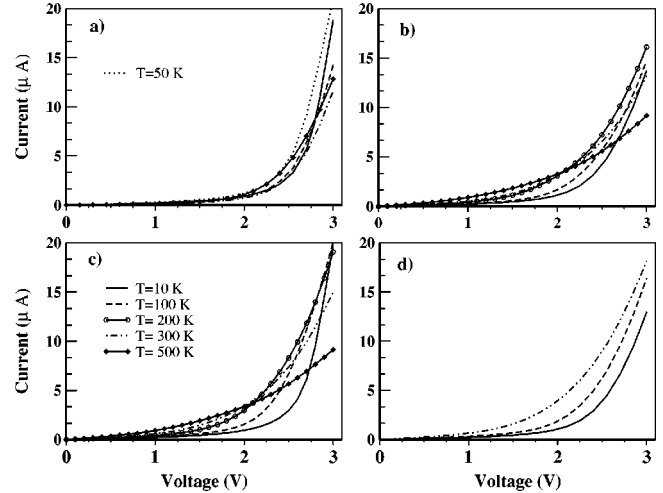 20
15
10
5
0
Current (μ A)
a)
T=50 K
0 1 2 3
20
15
10
5
0
b)
0 1 2 3
20
15
10
5
0
Current (μ A)
c)
T=10 K
T=100 K
T= 200 K
T= 300 K
T= 500 K
0 1 2 3
Voltage (V)
20
15
10
5
0
d)
0 1 2 3
Voltage (V)